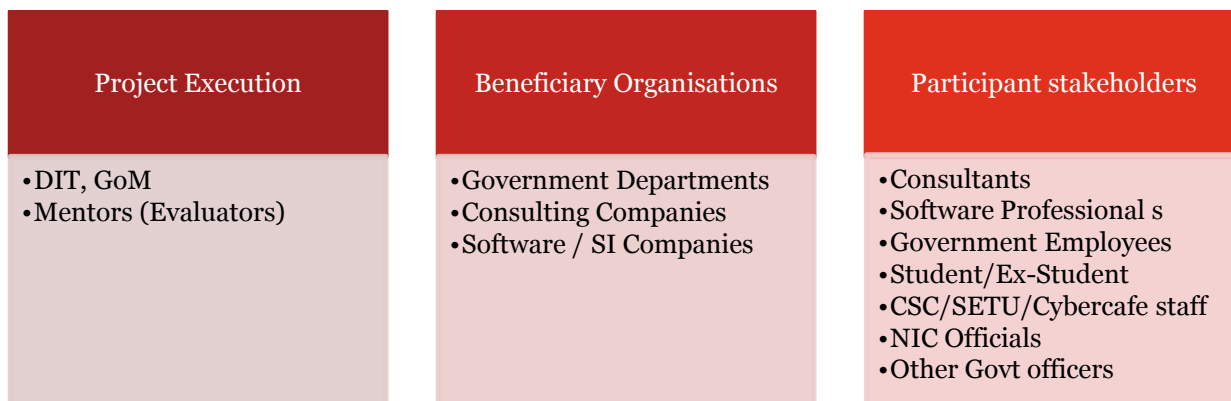 Project Execution
•DIT, GoM
•Mentors (Evaluators)
Beneficiary Organisations
•Government Departments
•Consulting Companies
•Software / SI Companies
Participant stakeholders
•Consultants
•Software Professional s
•Government Employees
•Student/Ex-Student
•CSC/SETU/Cybercafe staff
•NIC Officials
•Other Govt officers